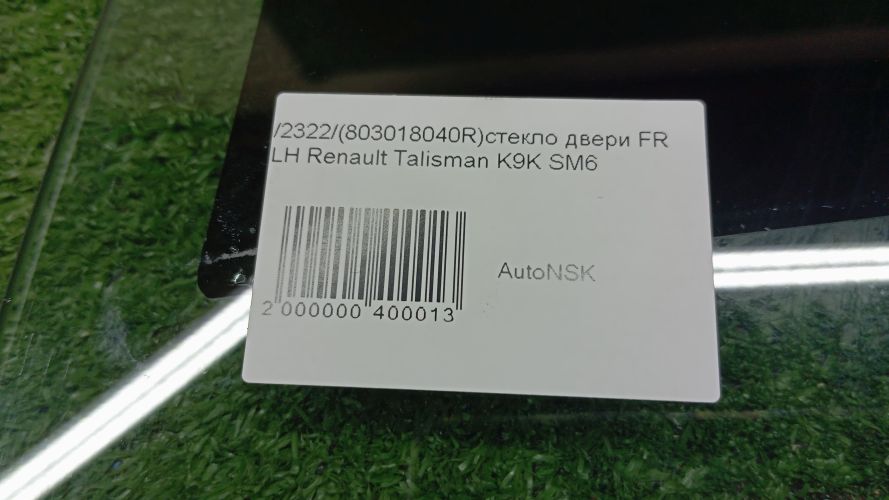 /2322/(803018040R)стекло двери FR
LH Renault Talisman K9K SM6
AutoNSK
2 000000 400013